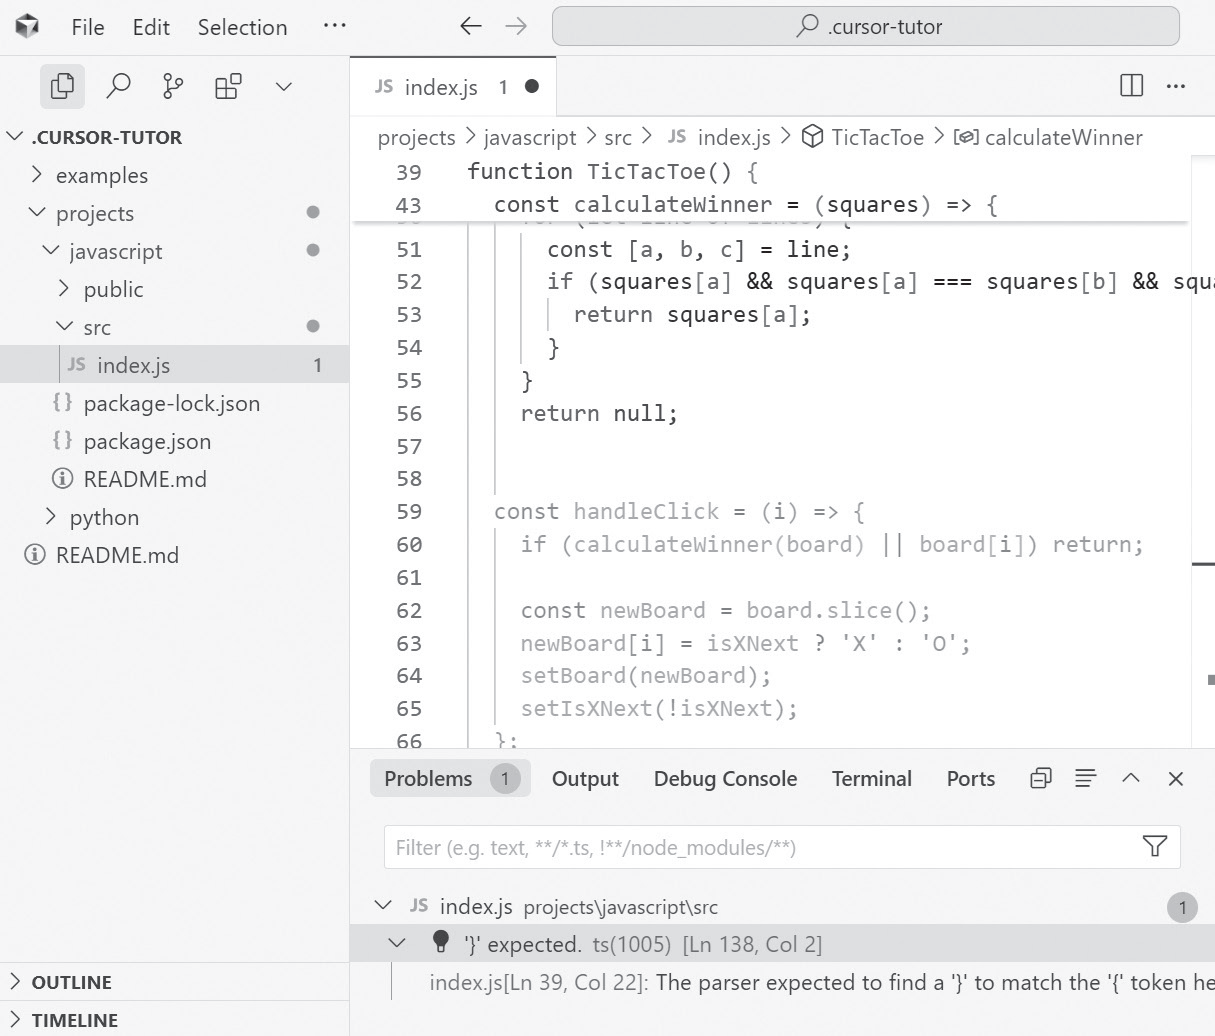 File Edit Selection ··· .cursor-tutor
JS index.js 1
.CURSOR-TUTOR
examples
projects
javascript
public
src
JS index.js 1
{} package-lock.json
{} package.json
README.md
python
README.md
OUTLINE
TIMELINE
projects > javascript > src > JS index.js > TicTacToe > calculateWinner
39 function TicTacToe() {
43 const calculateWinner = (squares) => {
51 const [a, b, c] = line;
52 if (squares[a] && squares[a] === squares[b] && squ
53 return squares[a];
54 }
55 }
56 return null;
57
58
59 const handleClick = (i) => {
60 if (calculateWinner(board) || board[i]) return;
61
62 const newBoard = board.slice();
63 newBoard[i] = isXNext ? 'X' : 'O';
64 setBoard(newBoard);
65 setIsXNext(!isXNext);
66 };
Problems 1 Output Debug Console Terminal Ports
Filter (e.g. text, **/*.ts, !**/node_modules/**)
JS index.js projects\javascript\src 1
'}' expected. ts(1005) [Ln 138, Col 2]
index.js[Ln 39, Col 22]: The parser expected to find a '}' to match the '{' token he